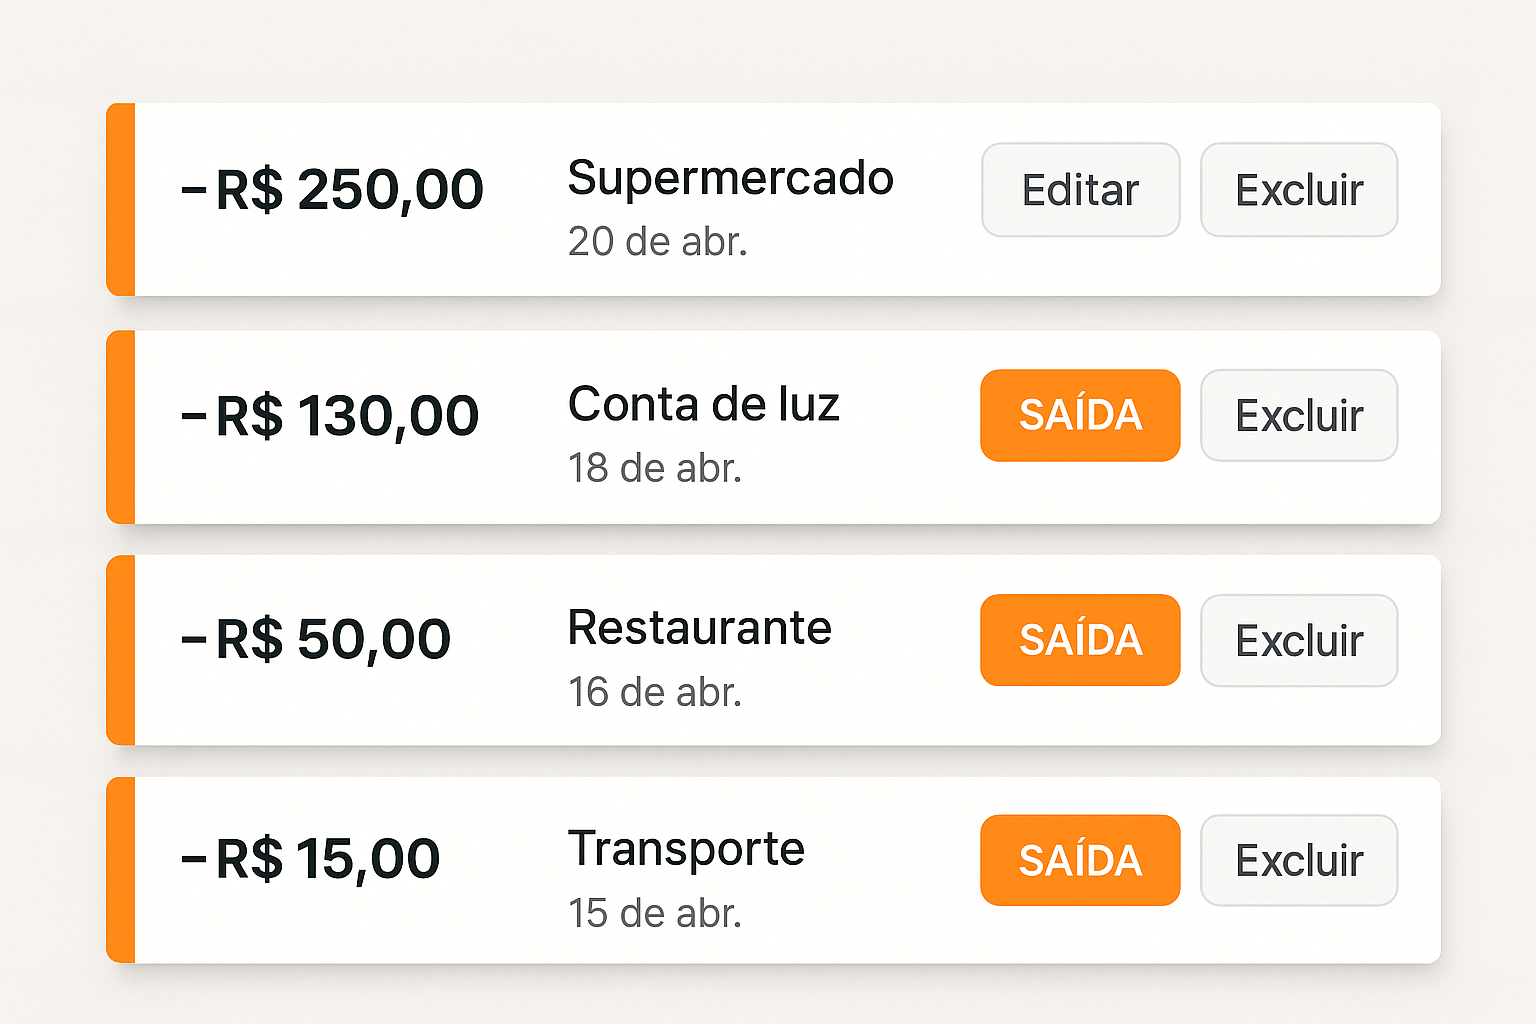 –R$ 250,00 Supermercado Editar Excluir
20 de abr.
–R$ 130,00 Conta de luz SAÍDA Excluir
18 de abr.
–R$ 50,00 Restaurante SAÍDA Excluir
16 de abr.
–R$ 15,00 Transporte SAÍDA Excluir
15 de abr.